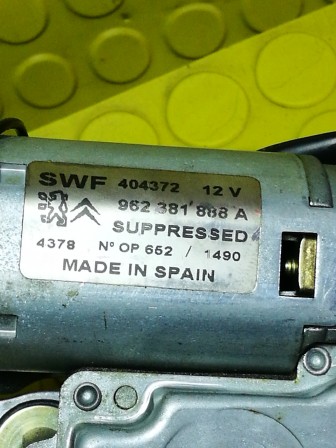 SWF 404372 12 V
962 381 888 A
SUPPRESSED
4378 Nº OP 652 / 1490
MADE IN SPAIN